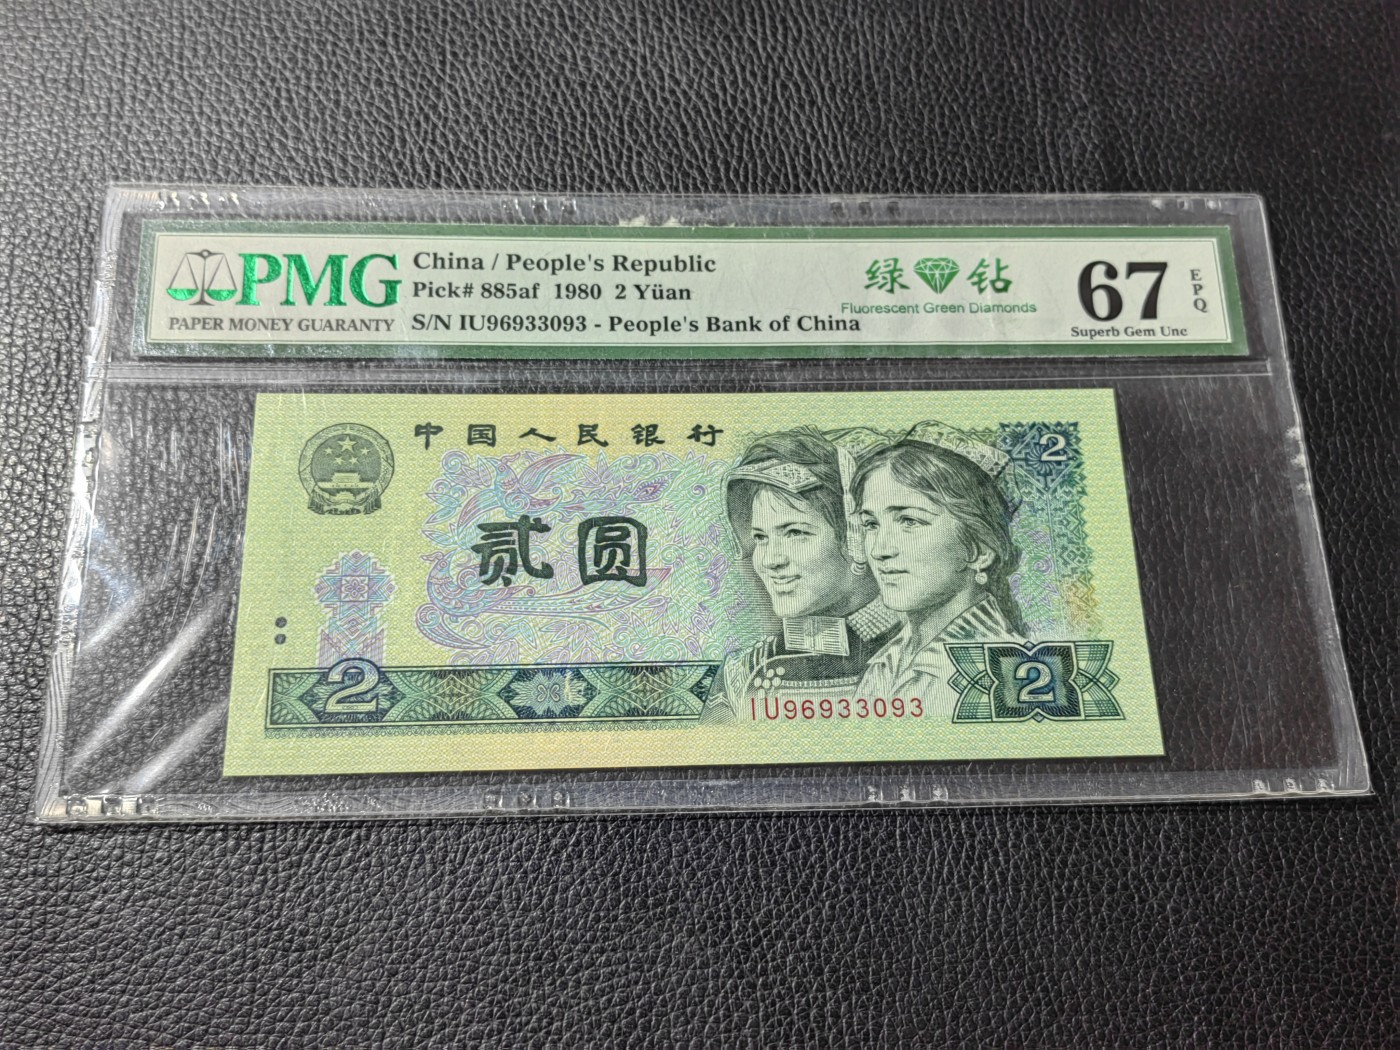 PMG
PAPER MONEY GUARANTY
China / People's Republic
Pick# 885af 1980 2 Yüan
S/N IU96933093 - People's Bank of China
绿 钻
Fluorescent Green Diamonds
67
Superb Gem Unc
EPQ
中国人民银行
2
贰圆
2
2
IU96933093